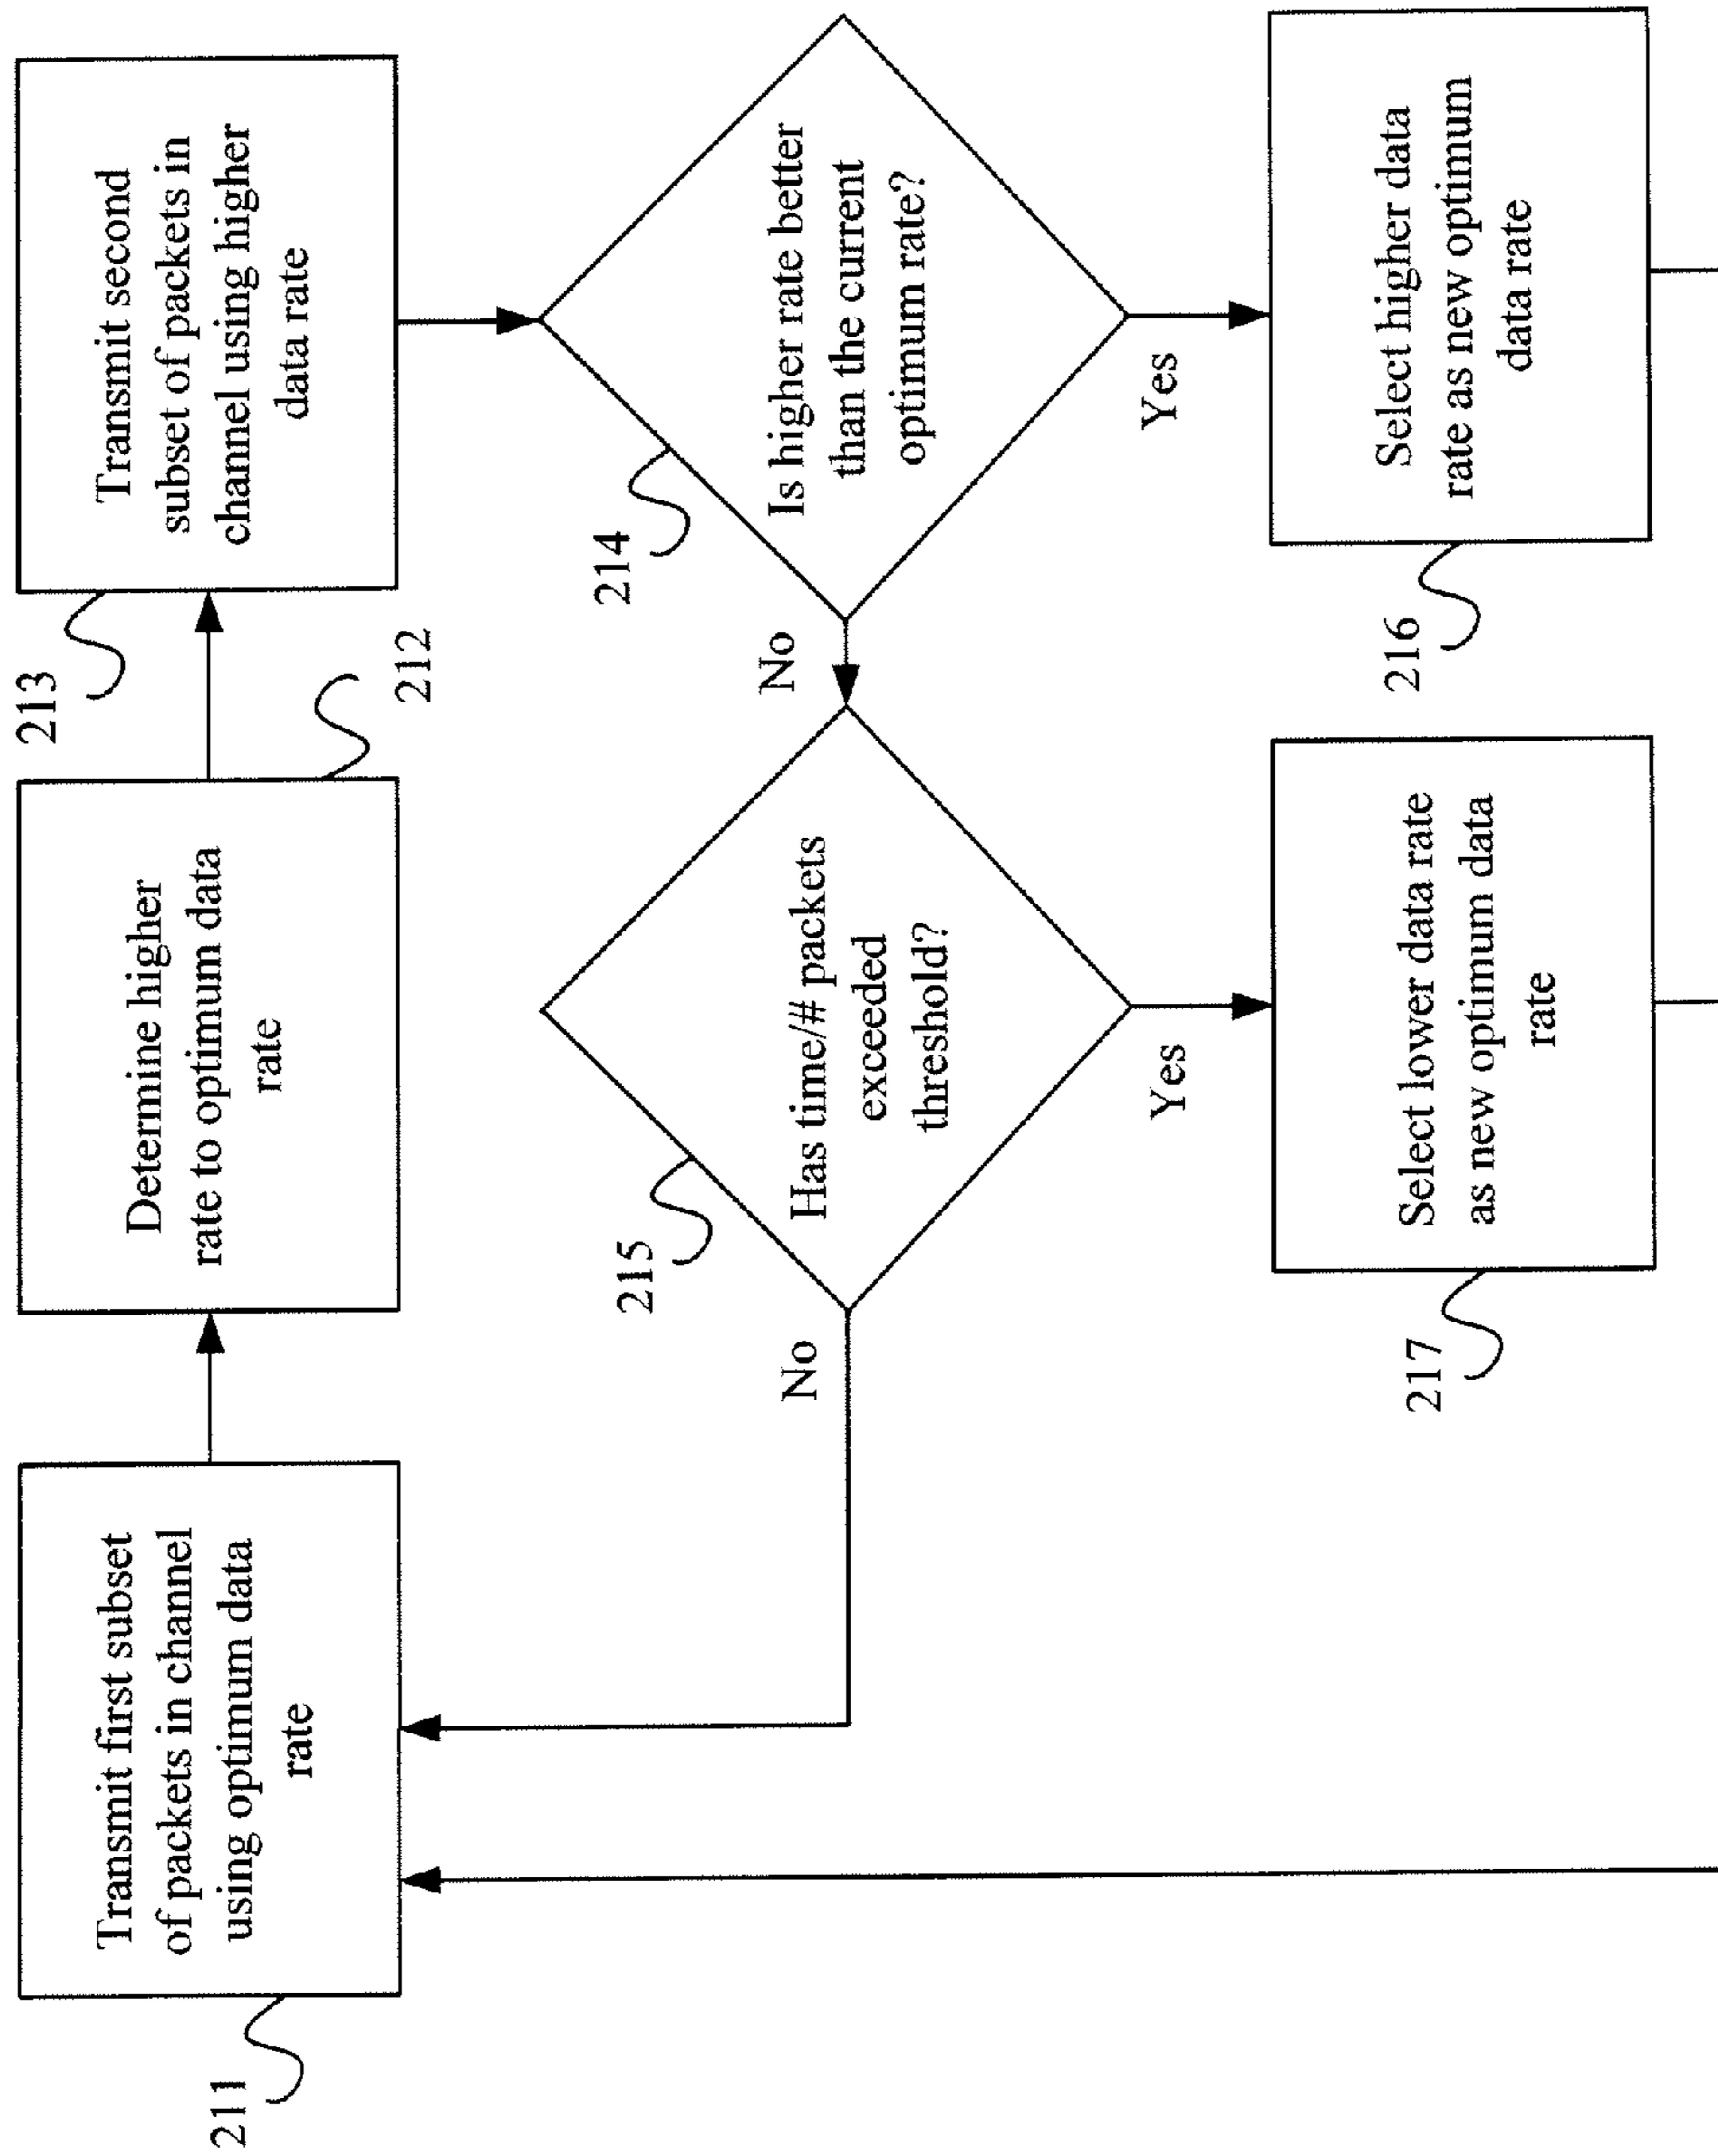 211
Transmit first subset
of packets in channel
using optimum data
rate
Determine higher
rate to optimum data
rate
212
213
Transmit second
subset of packets in
channel using higher
data rate
214
Is higher rate better
than the current
optimum rate?
No
Yes
215
Has time/# packets
exceeded
threshold?
No
Yes
216
Select higher data
rate as new optimum
data rate
217
Select lower data rate
as new optimum data
rate